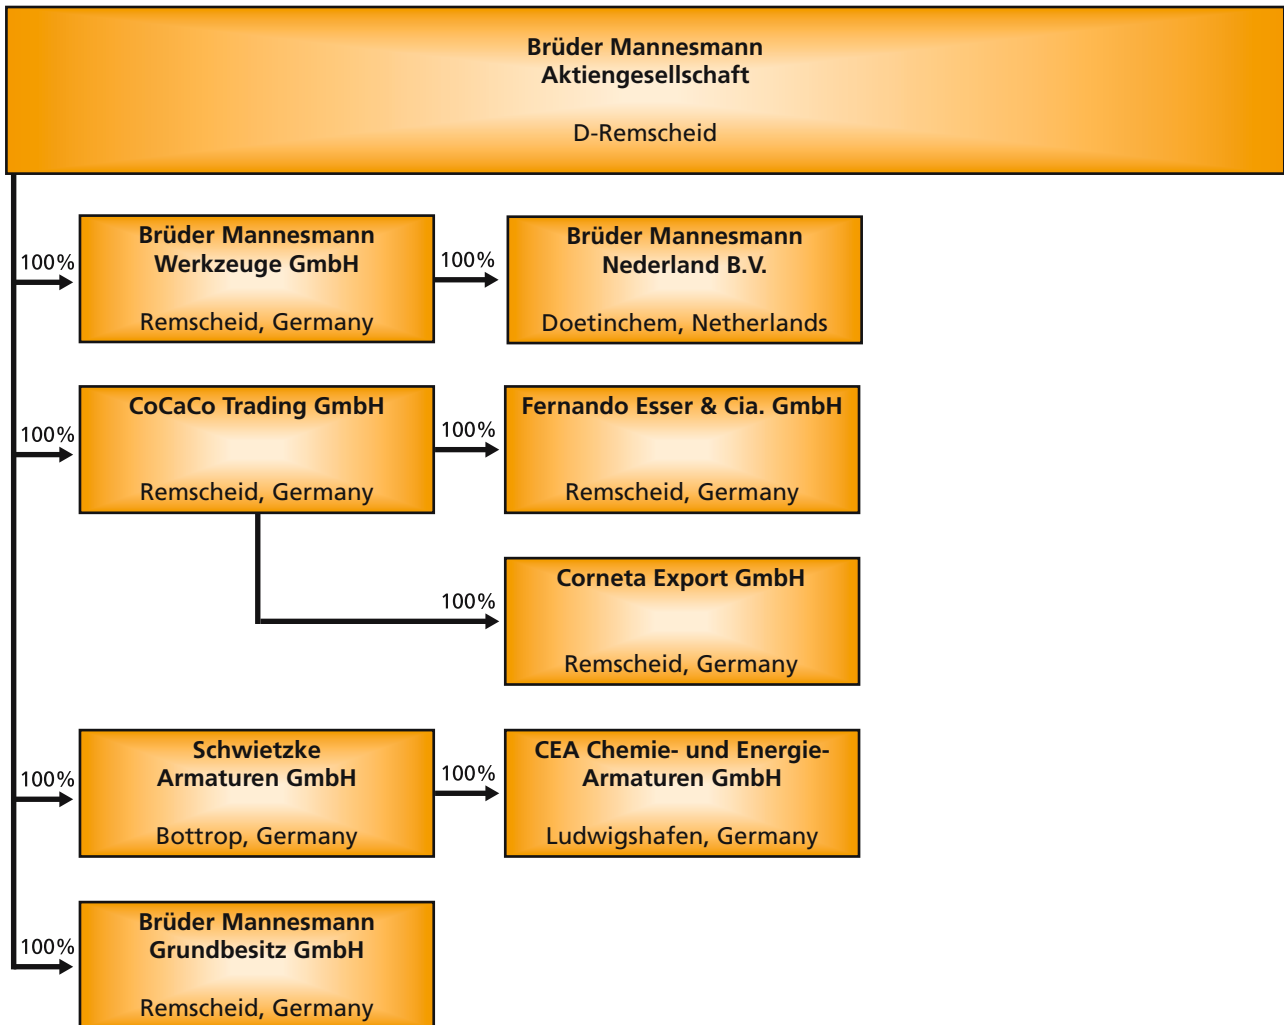 Brüder Mannesmann
Aktiengesellschaft
D-Remscheid
100%
Brüder Mannesmann
Werkzeuge GmbH
Remscheid, Germany
100%
Brüder Mannesmann
Nederland B.V.
Doetinchem, Netherlands
100%
CoCaCo Trading GmbH
Remscheid, Germany
100%
Fernando Esser & Cia. GmbH
Remscheid, Germany
100%
Corneta Export GmbH
Remscheid, Germany
100%
Schwietzke
Armaturen GmbH
Bottrop, Germany
100%
CEA Chemie- und Energie-
Armaturen GmbH
Ludwigshafen, Germany
100%
Brüder Mannesmann
Grundbesitz GmbH
Remscheid, Germany